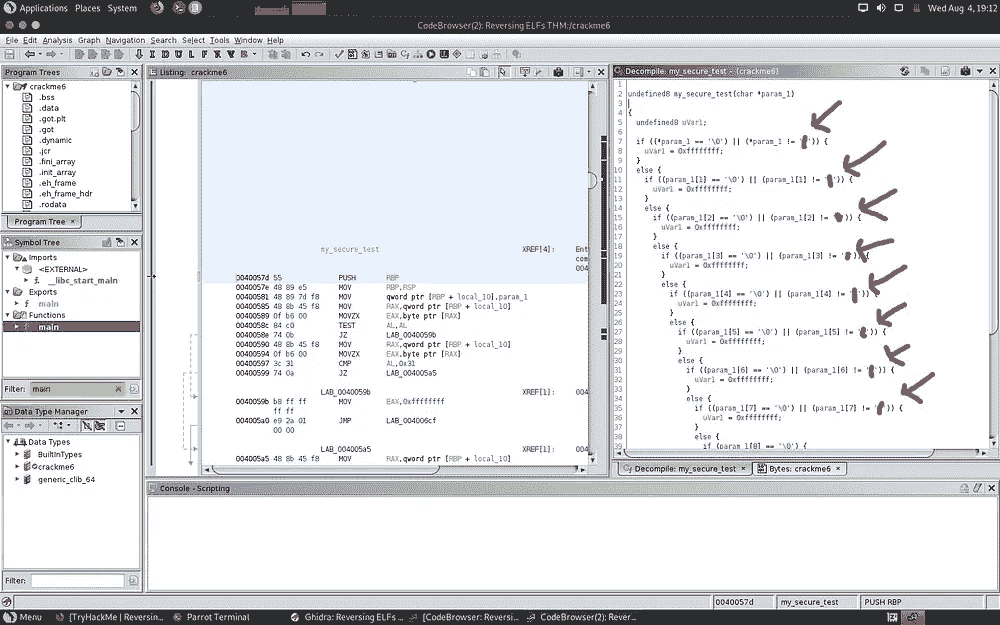 Applications Places System
Wed Aug 4, 19:12
CodeBrowser(2): Reversing ELFs THM:/crackme6
File Edit Analysis Graph Navigation Search Select Tools Window Help
I D U L F K V B
Program Trees
crackme6
.bss
.data
.got.plt
.got
.dynamic
.jcr
.fini_array
.init_array
.eh_frame
.eh_frame_hdr
.rodata
Program Tree ×
Symbol Tree
Imports
<EXTERNAL>
__libc_start_main
Exports
f main
Functions
f main
Filter: main
Data Type Manager
Data Types
BuiltInTypes
crackme6
generic_clib_64
Filter:
Listing: crackme6
my_secure_test XREF[4]: Ent
com
004
0040057d 55 PUSH RBP
0040057e 48 89 e5 MOV RBP,RSP
00400581 48 89 7d f8 MOV qword ptr [RBP + local_10],param_1
00400585 48 8b 45 f8 MOV RAX,qword ptr [RBP + local_10]
00400589 0f b6 00 MOVZX EAX,byte ptr [RAX]
0040058c 84 c0 TEST AL,AL
0040058e 74 0b JZ LAB_0040059b
00400590 48 8b 45 f8 MOV RAX,qword ptr [RBP + local_10]
00400594 0f b6 00 MOVZX EAX,byte ptr [RAX]
00400597 3c 31 CMP AL,0x31
00400599 74 0a JZ LAB_004005a5
LAB_0040059b XREF[1]: 004
0040059b b8 ff ff MOV EAX,0xffffffff
ff ff
004005a0 e9 2a 01 JMP LAB_004006cf
00 00
LAB_004005a5 XREF[1]: 004
004005a5 48 8b 45 f8 MOV RAX,qword ptr [RBP + local_10]
Decompile: my_secure_test - (crackme6)
1
2 undefined8 my_secure_test(char *param_1)
3
4 {
5 undefined8 uVar1;
6
7 if ((*param_1 == '\0') || (*param_1 != ' ')) {
8 uVar1 = 0xffffffff;
9 }
10 else {
11 if ((param_1[1] == '\0') || (param_1[1] != ' ')) {
12 uVar1 = 0xffffffff;
13 }
14 else {
15 if ((param_1[2] == '\0') || (param_1[2] != ' ')) {
16 uVar1 = 0xffffffff;
17 }
18 else {
19 if ((param_1[3] == '\0') || (param_1[3] != ' ')) {
20 uVar1 = 0xffffffff;
21 }
22 else {
23 if ((param_1[4] == '\0') || (param_1[4] != ' ')) {
24 uVar1 = 0xffffffff;
25 }
26 else {
27 if ((param_1[5] == '\0') || (param_1[5] != ' ')) {
28 uVar1 = 0xffffffff;
29 }
30 else {
31 if ((param_1[6] == '\0') || (param_1[6] != ' ')) {
32 uVar1 = 0xffffffff;
33 }
34 else {
35 if ((param_1[7] == '\0') || (param_1[7] != ' ')) {
36 uVar1 = 0xffffffff;
37 }
38 else {
39 if (param_1[8] == '\0') {
Decompile: my_secure_test × Bytes: crackme6 ×
Console - Scripting
0040057d my_secure_test PUSH RBP
Menu [TryHackMe | Reversin... Parrot Terminal Ghidra: Reversing ELFs ... [CodeBrowser: Reversi... CodeBrowser(2): Rever...